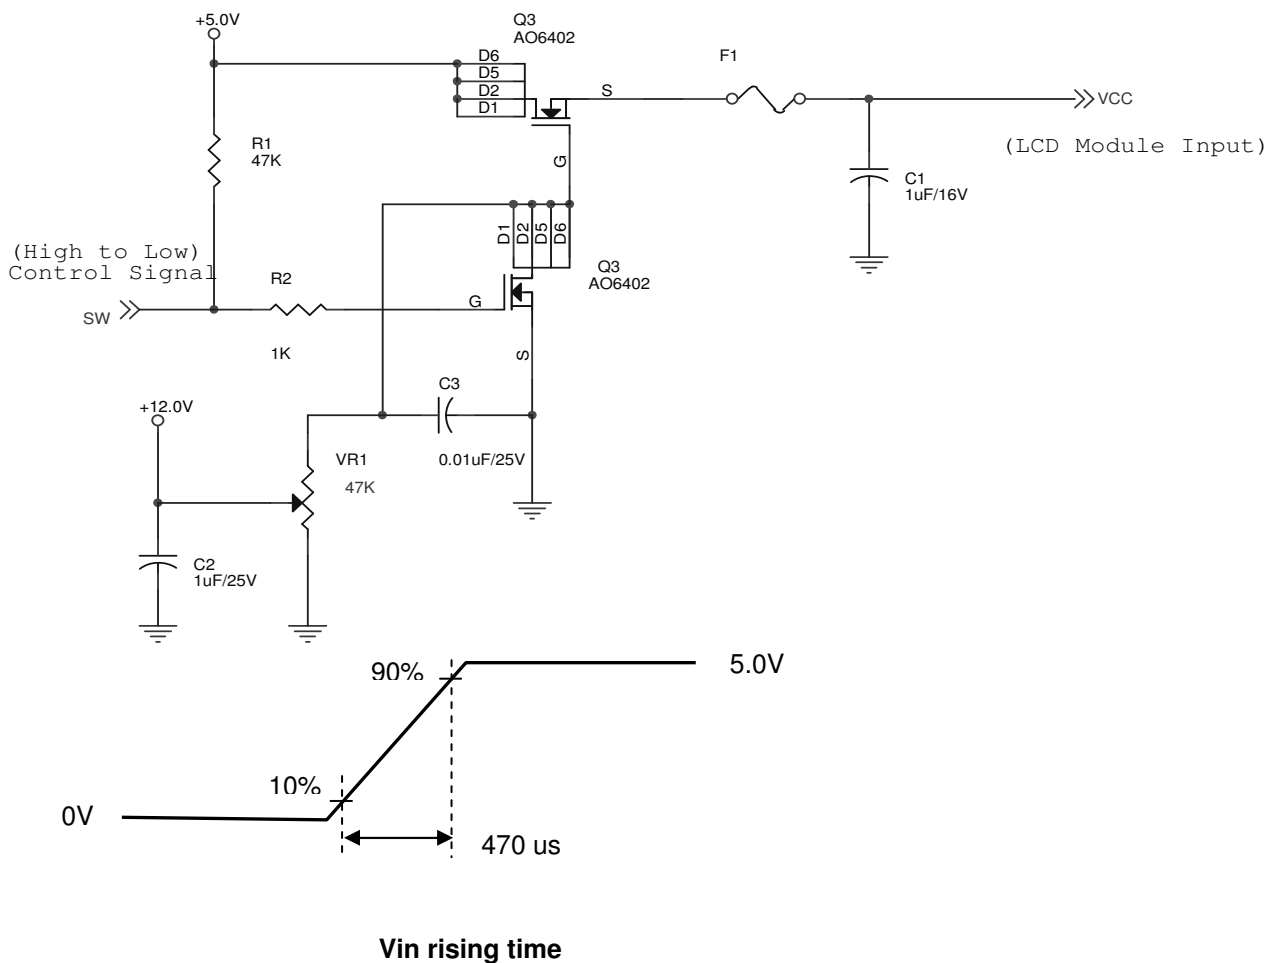 +5.0V
Q3
AO6402
D6
D5
D2
D1
S
G
F1
VCC
(LCD Module Input)
R1
47K
C1
1uF/16V
D1
D2
D5
D6
(High to Low)
Control Signal
SW
R2
1K
G
Q3
AO6402
S
+12.0V
C3
0.01uF/25V
VR1
47K
C2
1uF/25V
90%
5.0V
10%
0V
470 us
Vin rising time